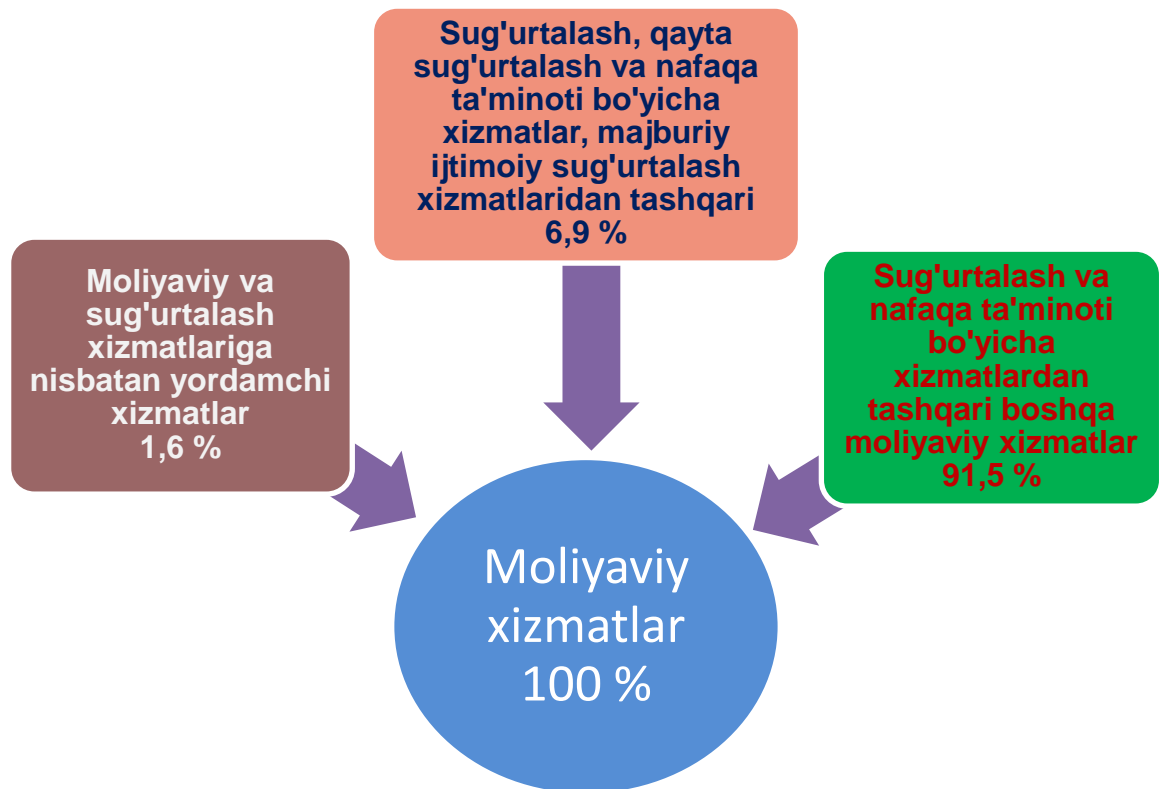 Sug'urtalash, qayta
sug'urtalash va nafaqa
ta'minoti bo'yicha
xizmatlar, majburiy
ijtimoiy sug'urtalash
xizmatlaridan tashqari
6,9 %
Moliyaviy va
sug'urtalash
xizmatlariga
nisbatan yordamchi
xizmatlar
1,6 %
Sug'urtalash va
nafaqa ta'minoti
bo'yicha
xizmatlardan
tashqari boshqa
moliyaviy xizmatlar
91,5 %
Moliyaviy
xizmatlar
100 %